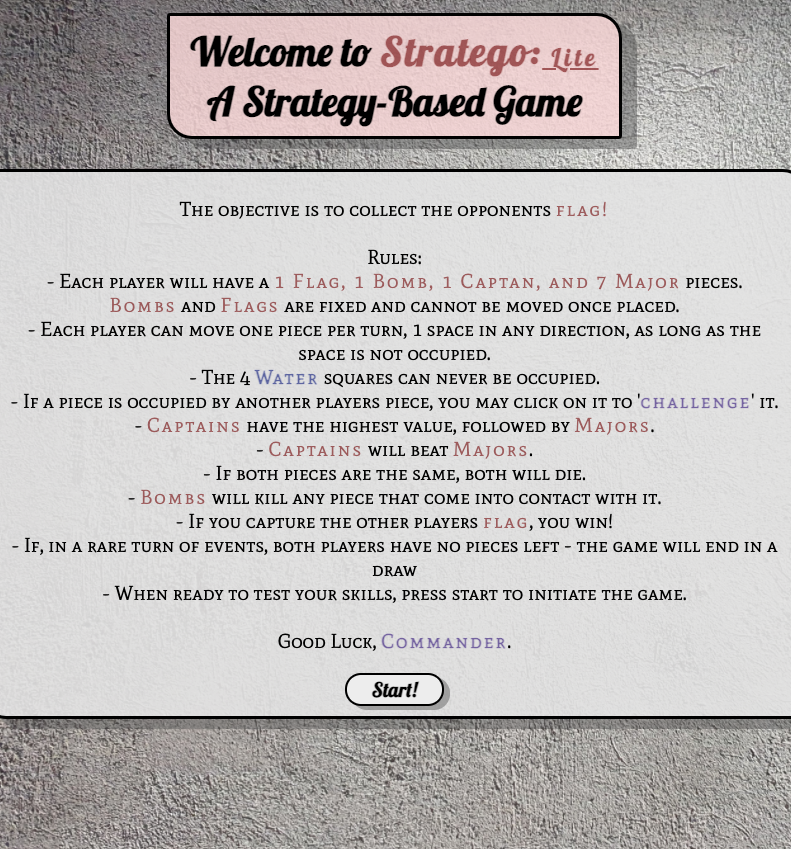 Welcome to Stratego: Lite
A Strategy-Based Game
The objective is to collect the opponents flag!
Rules:
- Each player will have a 1 Flag, 1 Bomb, 1 Captan, and 7 Major pieces.
Bombs and Flags are fixed and cannot be moved once placed.
- Each player can move one piece per turn, 1 space in any direction, as long as the
space is not occupied.
- The 4 Water squares can never be occupied.
- If a piece is occupied by another players piece, you may click on it to 'challenge' it.
- Captains have the highest value, followed by Majors.
- Captains will beat Majors.
- If both pieces are the same, both will die.
- Bombs will kill any piece that come into contact with it.
- If you capture the other players flag, you win!
- If, in a rare turn of events, both players have no pieces left - the game will end in a
draw
- When ready to test your skills, press start to initiate the game.
Good Luck, Commander.
Start!